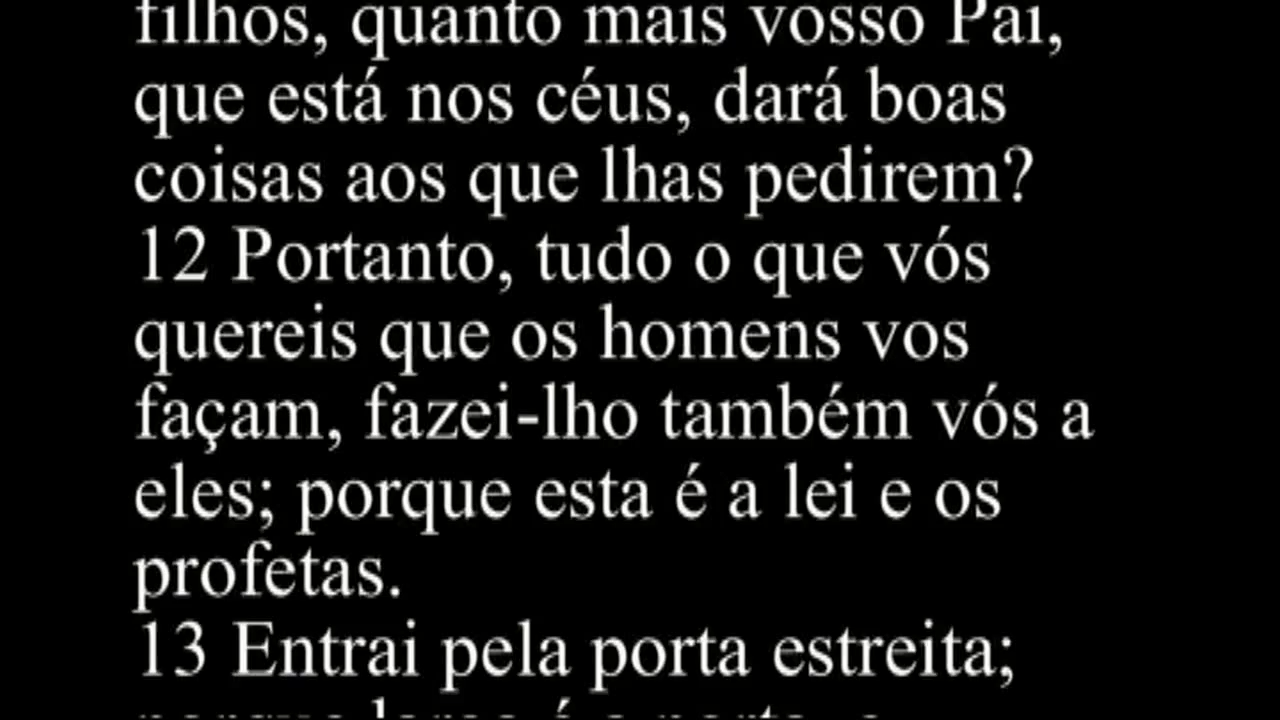 filhos, quanto mais vosso Pai,
que está nos céus, dará boas
coisas aos que lhas pedirem?
12 Portanto, tudo o que vós
quereis que os homens vos
façam, fazei-lho também vós a
eles; porque esta é a lei e os
profetas.
13 Entrai pela porta estreita;